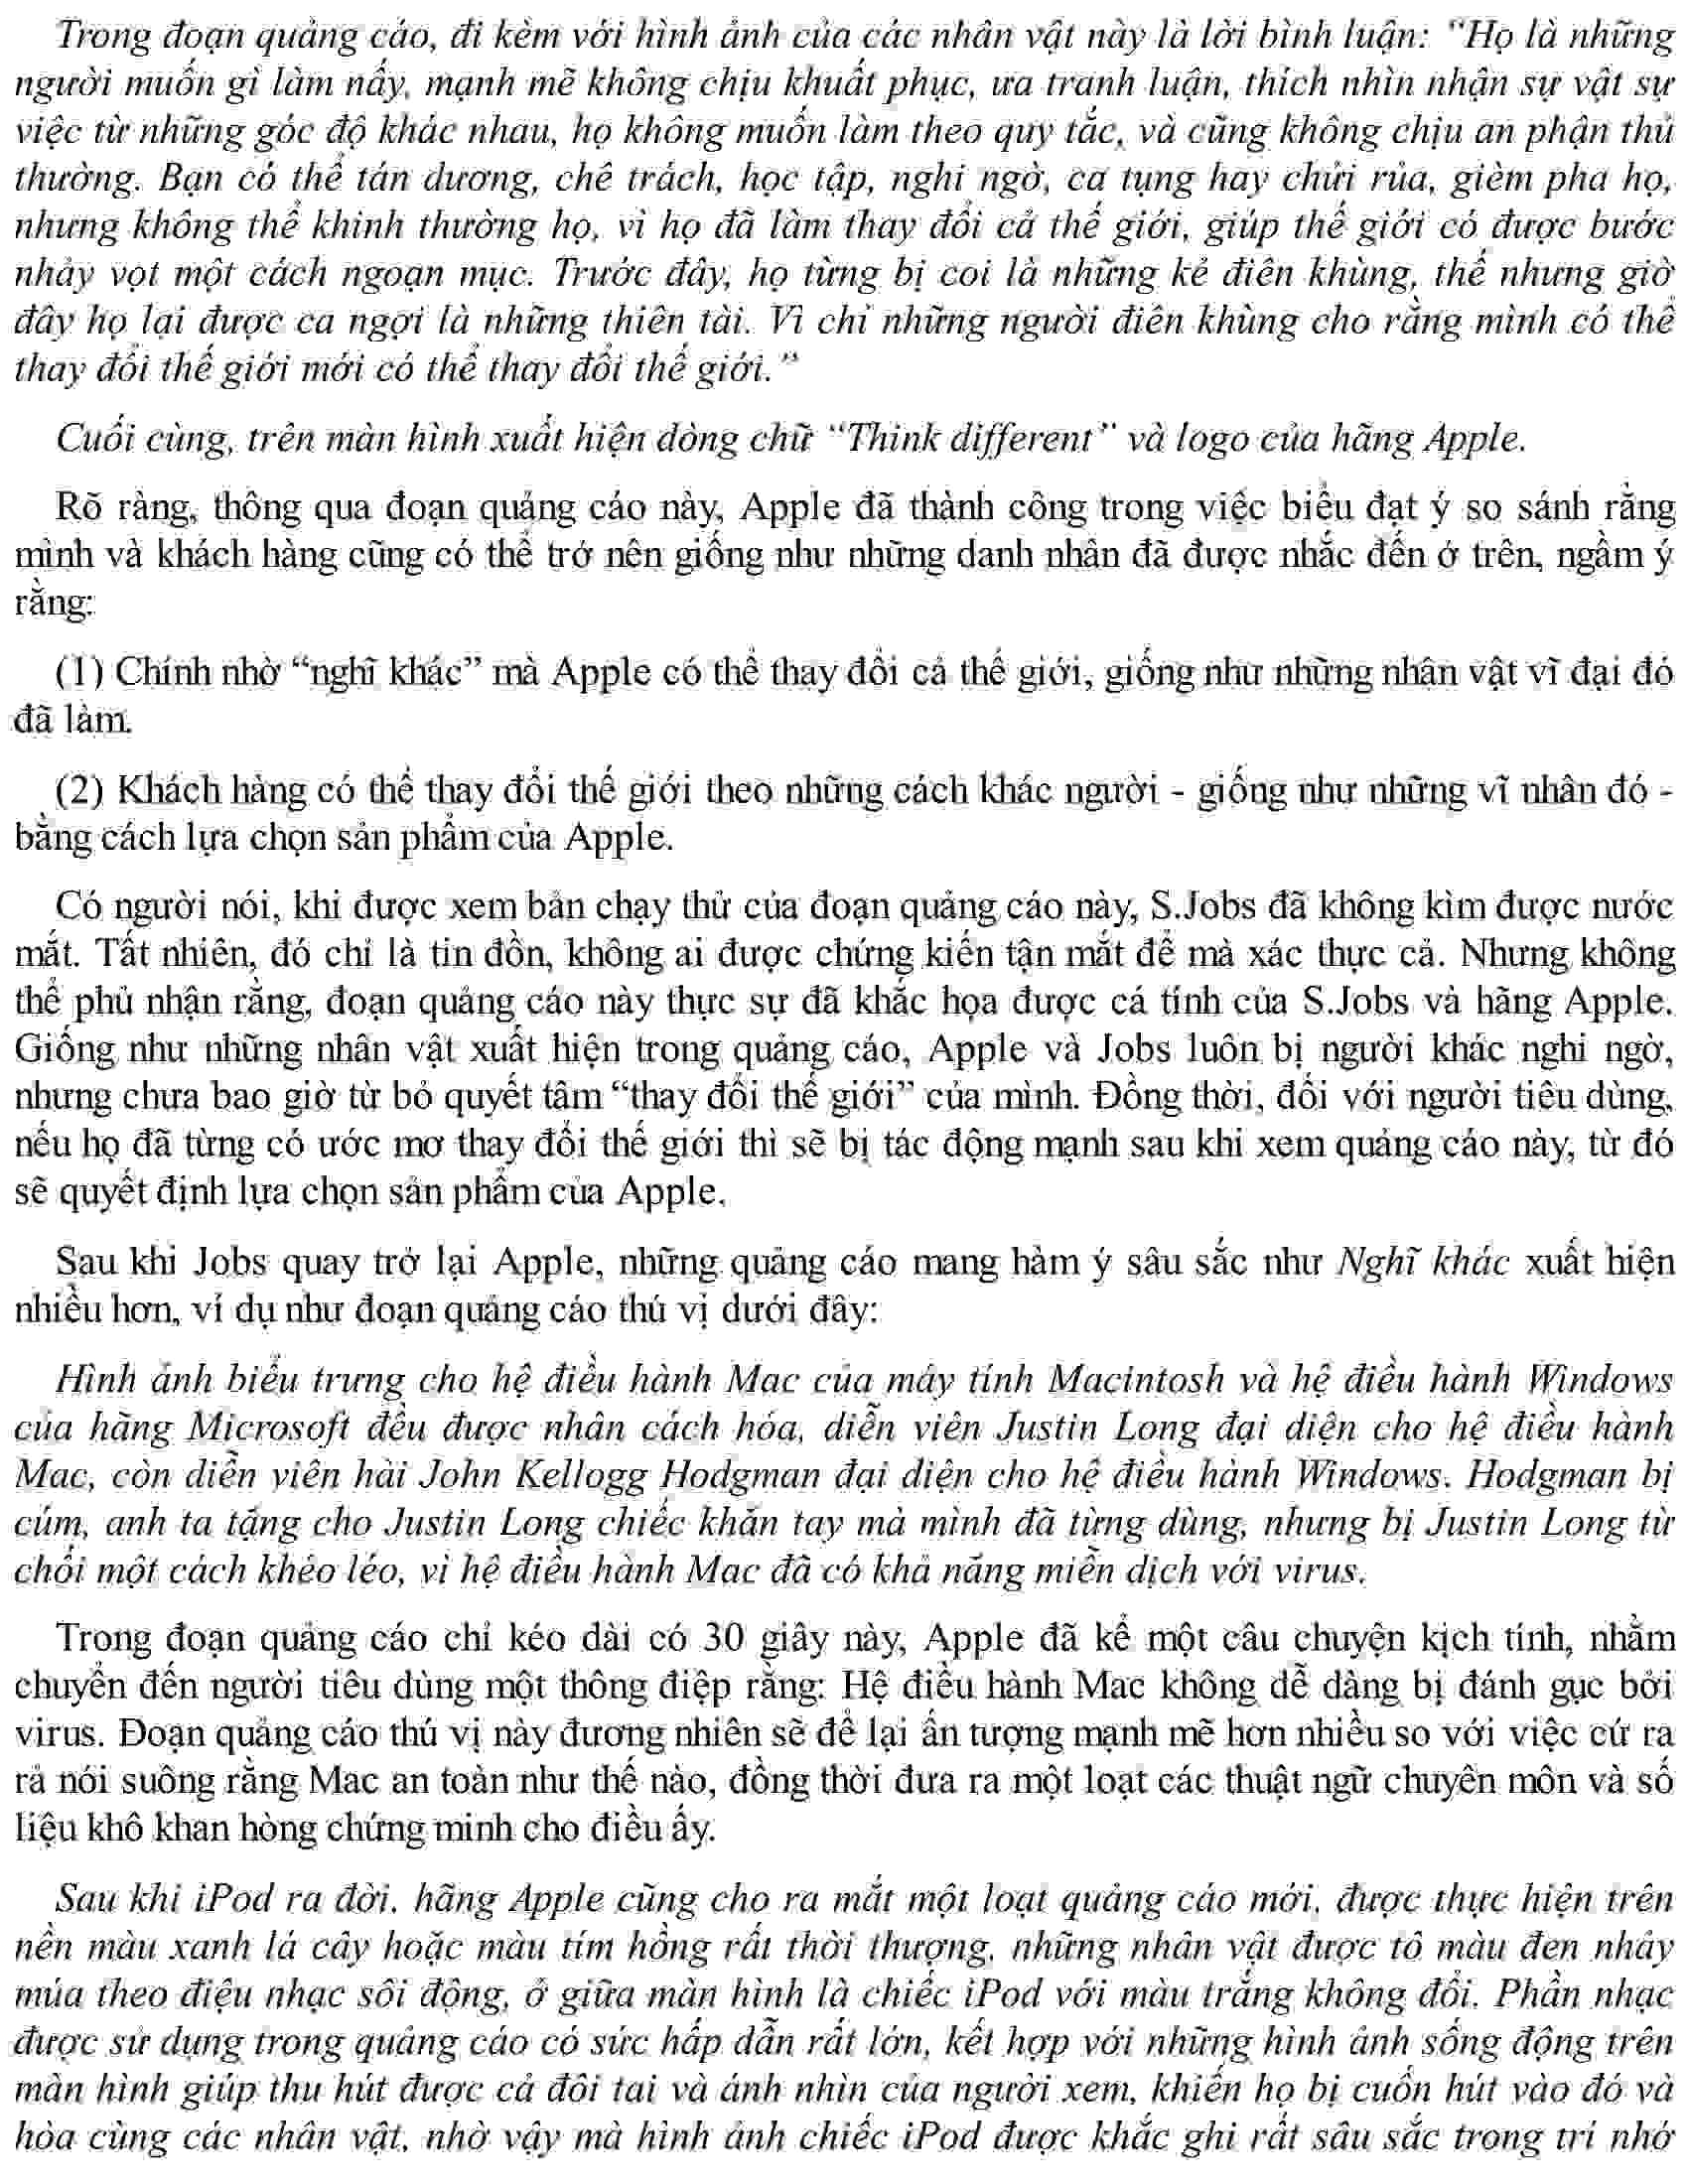 Trong đoạn quảng cáo, đi kèm với hình ảnh của các nhân vật này là lời bình luận: “Họ là những
người muốn gì làm nấy, mạnh mẽ không chịu khuất phục, ưa tranh luận, thích nhìn nhận sự vật sự
việc từ những góc độ khác nhau, họ không muốn làm theo quy tắc, và cũng không chịu an phận thủ
thường. Bạn có thể tán dương, chê trách, học tập, nghi ngờ, ca tụng hay chửi rủa, gièm pha họ,
nhưng không thể khinh thường họ, vì họ đã làm thay đổi cả thế giới, giúp thế giới có được bước
nhảy vọt một cách ngoạn mục. Trước đây, họ từng bị coi là những kẻ điên khùng, thế nhưng giờ
đây họ lại được ca ngợi là những thiên tài. Vì chỉ những người điên khùng cho rằng mình có thể
thay đổi thế giới mới có thể thay đổi thế giới.”
Cuối cùng, trên màn hình xuất hiện dòng chữ “Think different” và logo của hãng Apple.
Rõ ràng, thông qua đoạn quảng cáo này, Apple đã thành công trong việc biểu đạt ý so sánh rằng
mình và khách hàng cũng có thể trở nên giống như những danh nhân đã được nhắc đến ở trên, ngầm ý
rằng:
(1) Chính nhờ “nghĩ khác” mà Apple có thể thay đổi cả thế giới, giống như những nhân vật vĩ đại đó
đã làm.
(2) Khách hàng có thể thay đổi thế giới theo những cách khác người - giống như những vĩ nhân đó -
bằng cách lựa chọn sản phẩm của Apple.
Có người nói, khi được xem bản chạy thử của đoạn quảng cáo này, S.Jobs đã không kìm được nước
mắt. Tất nhiên, đó chỉ là tin đồn, không ai được chứng kiến tận mắt để mà xác thực cả. Nhưng không
thể phủ nhận rằng, đoạn quảng cáo này thực sự đã khắc họa được cá tính của S.Jobs và hãng Apple.
Giống như những nhân vật xuất hiện trong quảng cáo, Apple và Jobs luôn bị người khác nghi ngờ,
nhưng chưa bao giờ từ bỏ quyết tâm “thay đổi thế giới” của mình. Đồng thời, đối với người tiêu dùng,
nếu họ đã từng có ước mơ thay đổi thế giới thì sẽ bị tác động mạnh sau khi xem quảng cáo này, từ đó
sẽ quyết định lựa chọn sản phẩm của Apple.
Sau khi Jobs quay trở lại Apple, những quảng cáo mang hàm ý sâu sắc như Nghĩ khác xuất hiện
nhiều hơn, ví dụ như đoạn quảng cáo thú vị dưới đây:
Hình ảnh biểu trưng cho hệ điều hành Mac của máy tính Macintosh và hệ điều hành Windows
của hãng Microsoft đều được nhân cách hóa, diễn viên Justin Long đại diện cho hệ điều hành
Mac, còn diễn viên hài John Kellogg Hodgman đại diện cho hệ điều hành Windows. Hodgman bị
cúm, anh ta tặng cho Justin Long chiếc khăn tay mà mình đã từng dùng, nhưng bị Justin Long từ
chối một cách khéo léo, vì hệ điều hành Mac đã có khả năng miễn dịch với virus.
Trong đoạn quảng cáo chỉ kéo dài có 30 giây này, Apple đã kể một câu chuyện kịch tính, nhằm
chuyển đến người tiêu dùng một thông điệp rằng: Hệ điều hành Mac không dễ dàng bị đánh gục bởi
virus. Đoạn quảng cáo thú vị này đương nhiên sẽ để lại ấn tượng mạnh mẽ hơn nhiều so với việc cứ ra
rả nói suông rằng Mac an toàn như thế nào, đồng thời đưa ra một loạt các thuật ngữ chuyên môn và số
liệu khô khan hòng chứng minh cho điều ấy.
Sau khi iPod ra đời, hãng Apple cũng cho ra mắt một loạt quảng cáo mới, được thực hiện trên
nền màu xanh lá cây hoặc màu tím hồng rất thời thượng, những nhân vật được tô màu đen nhảy
múa theo điệu nhạc sôi động, ở giữa màn hình là chiếc iPod với màu trắng không đổi. Phần nhạc
được sử dụng trong quảng cáo có sức hấp dẫn rất lớn, kết hợp với những hình ảnh sống động trên
màn hình giúp thu hút được cả đôi tai và ánh nhìn của người xem, khiến họ bị cuốn hút vào đó và
hòa cùng các nhân vật, nhờ vậy mà hình ảnh chiếc iPod được khắc ghi rất sâu sắc trong trí nhớ